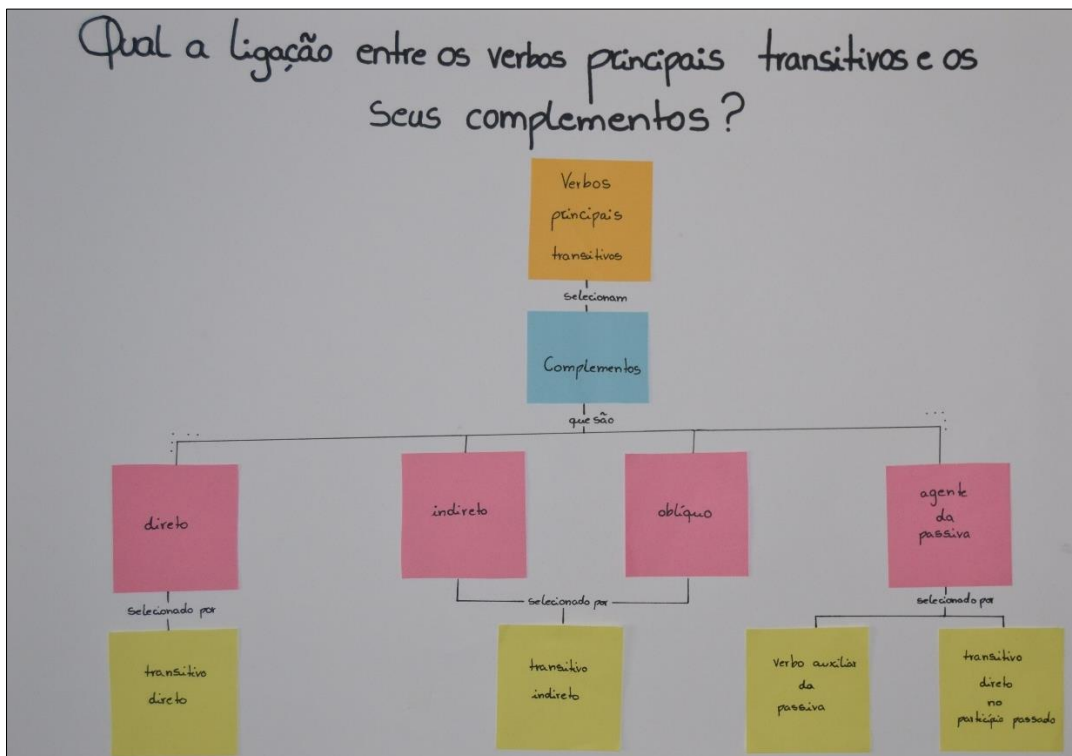 Qual a ligação entre os verbos principais transitivos e os
seus complementos?
Verbos
principais
transitivos
selecionam
Complementos
que são
direto
indireto
oblíquo
agente
da
passiva
selecionado por
selecionado por
selecionado por
transitivo
direto
transitivo
indireto
Verbo auxiliar
da
passiva
transitivo
direto
no
particípio passado